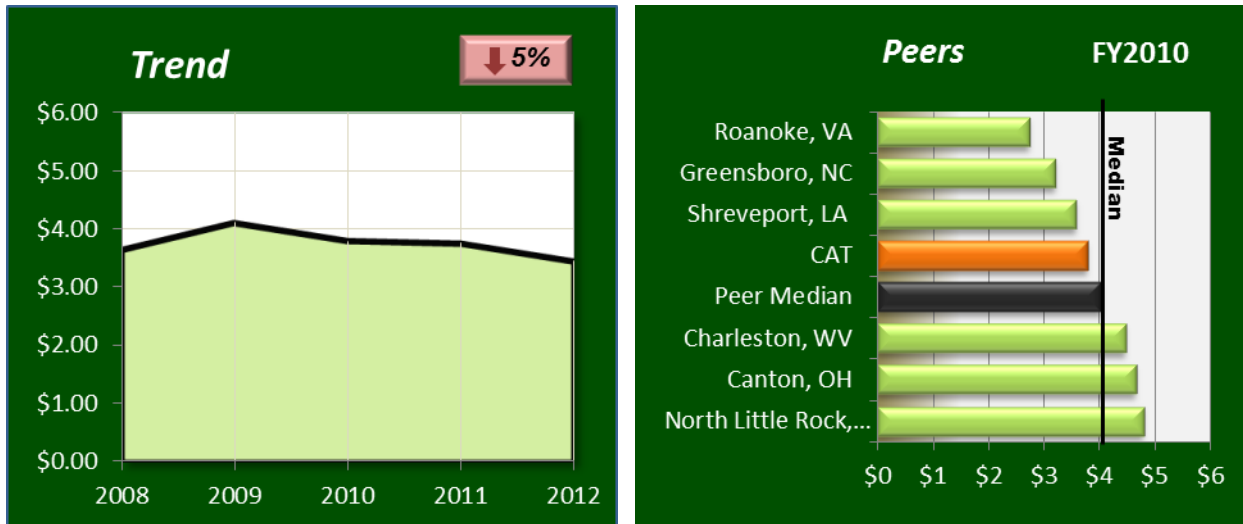 Trend
5%
$6.00
$5.00
$4.00
$3.00
$2.00
$1.00
$0.00
2008 2009 2010 2011 2012
Peers FY2010
Roanoke, VA
Greensboro, NC
Shreveport, LA
CAT
Peer Median
Charleston, WV
Canton, OH
North Little Rock,...
Median
$0 $1 $2 $3 $4 $5 $6